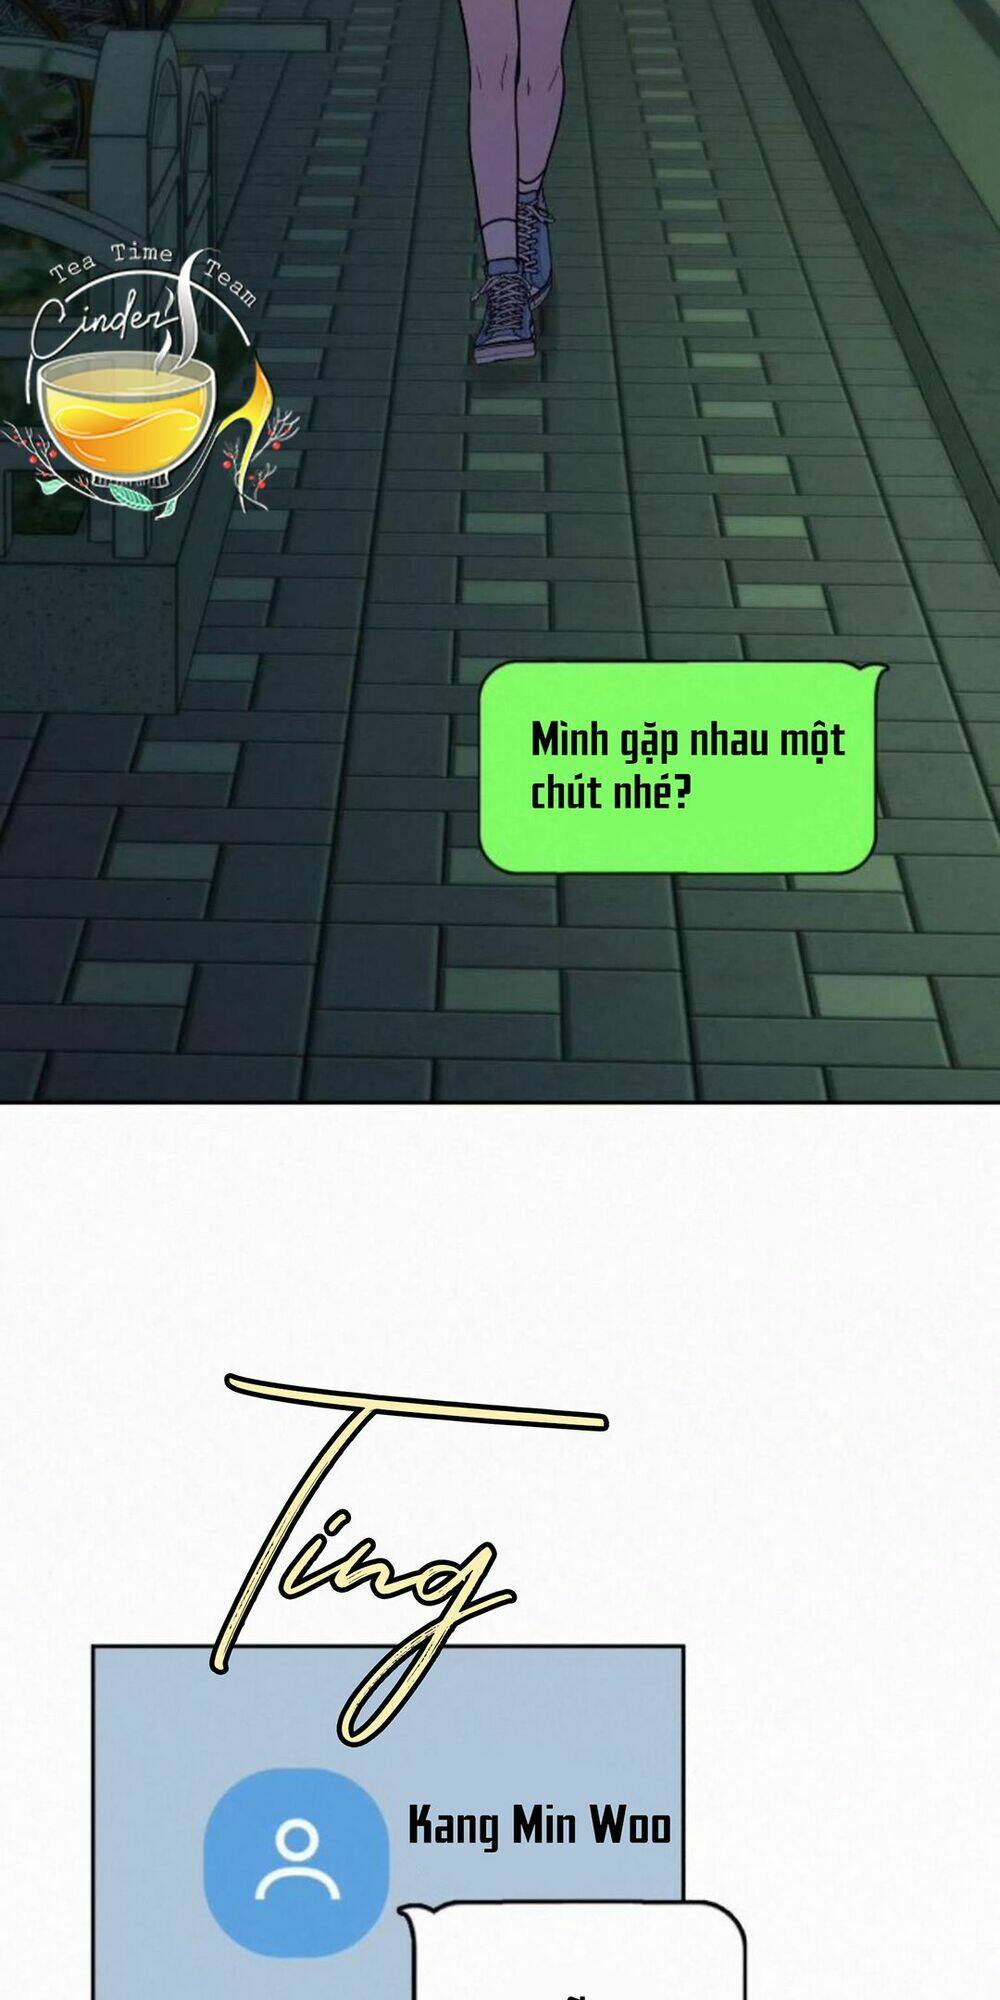 Tea Time Team
Cinder
Mình gặp nhau một
chút nhé?
Ting
Kang Min Woo